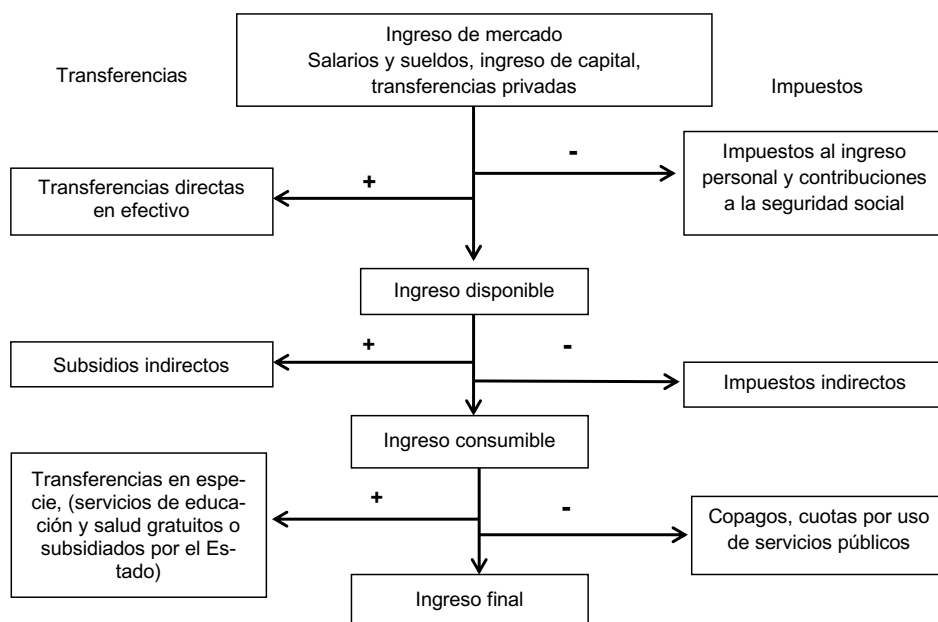 Ingreso de mercado
Salarios y sueldos, ingreso de capital,
transferencias privadas
Transferencias
Impuestos
-
Impuestos al ingreso
personal y contribuciones
a la seguridad social
+
Transferencias directas
en efectivo
Ingreso disponible
+
-
Subsidios indirectos
Impuestos indirectos
Ingreso consumible
Transferencias en espe-
cie, (servicios de educa-
ción y salud gratuitos o
subsidiados por el Es-
tado)
+
-
Copagos, cuotas por uso
de servicios públicos
Ingreso final